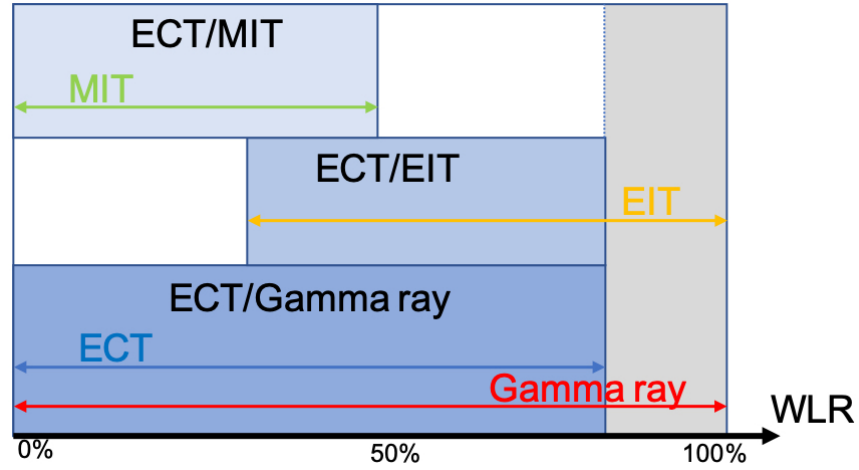 ECT/MIT
MIT
ECT/EIT
EIT
ECT/Gamma ray
ECT
Gamma ray
WLR
0%
50%
100%